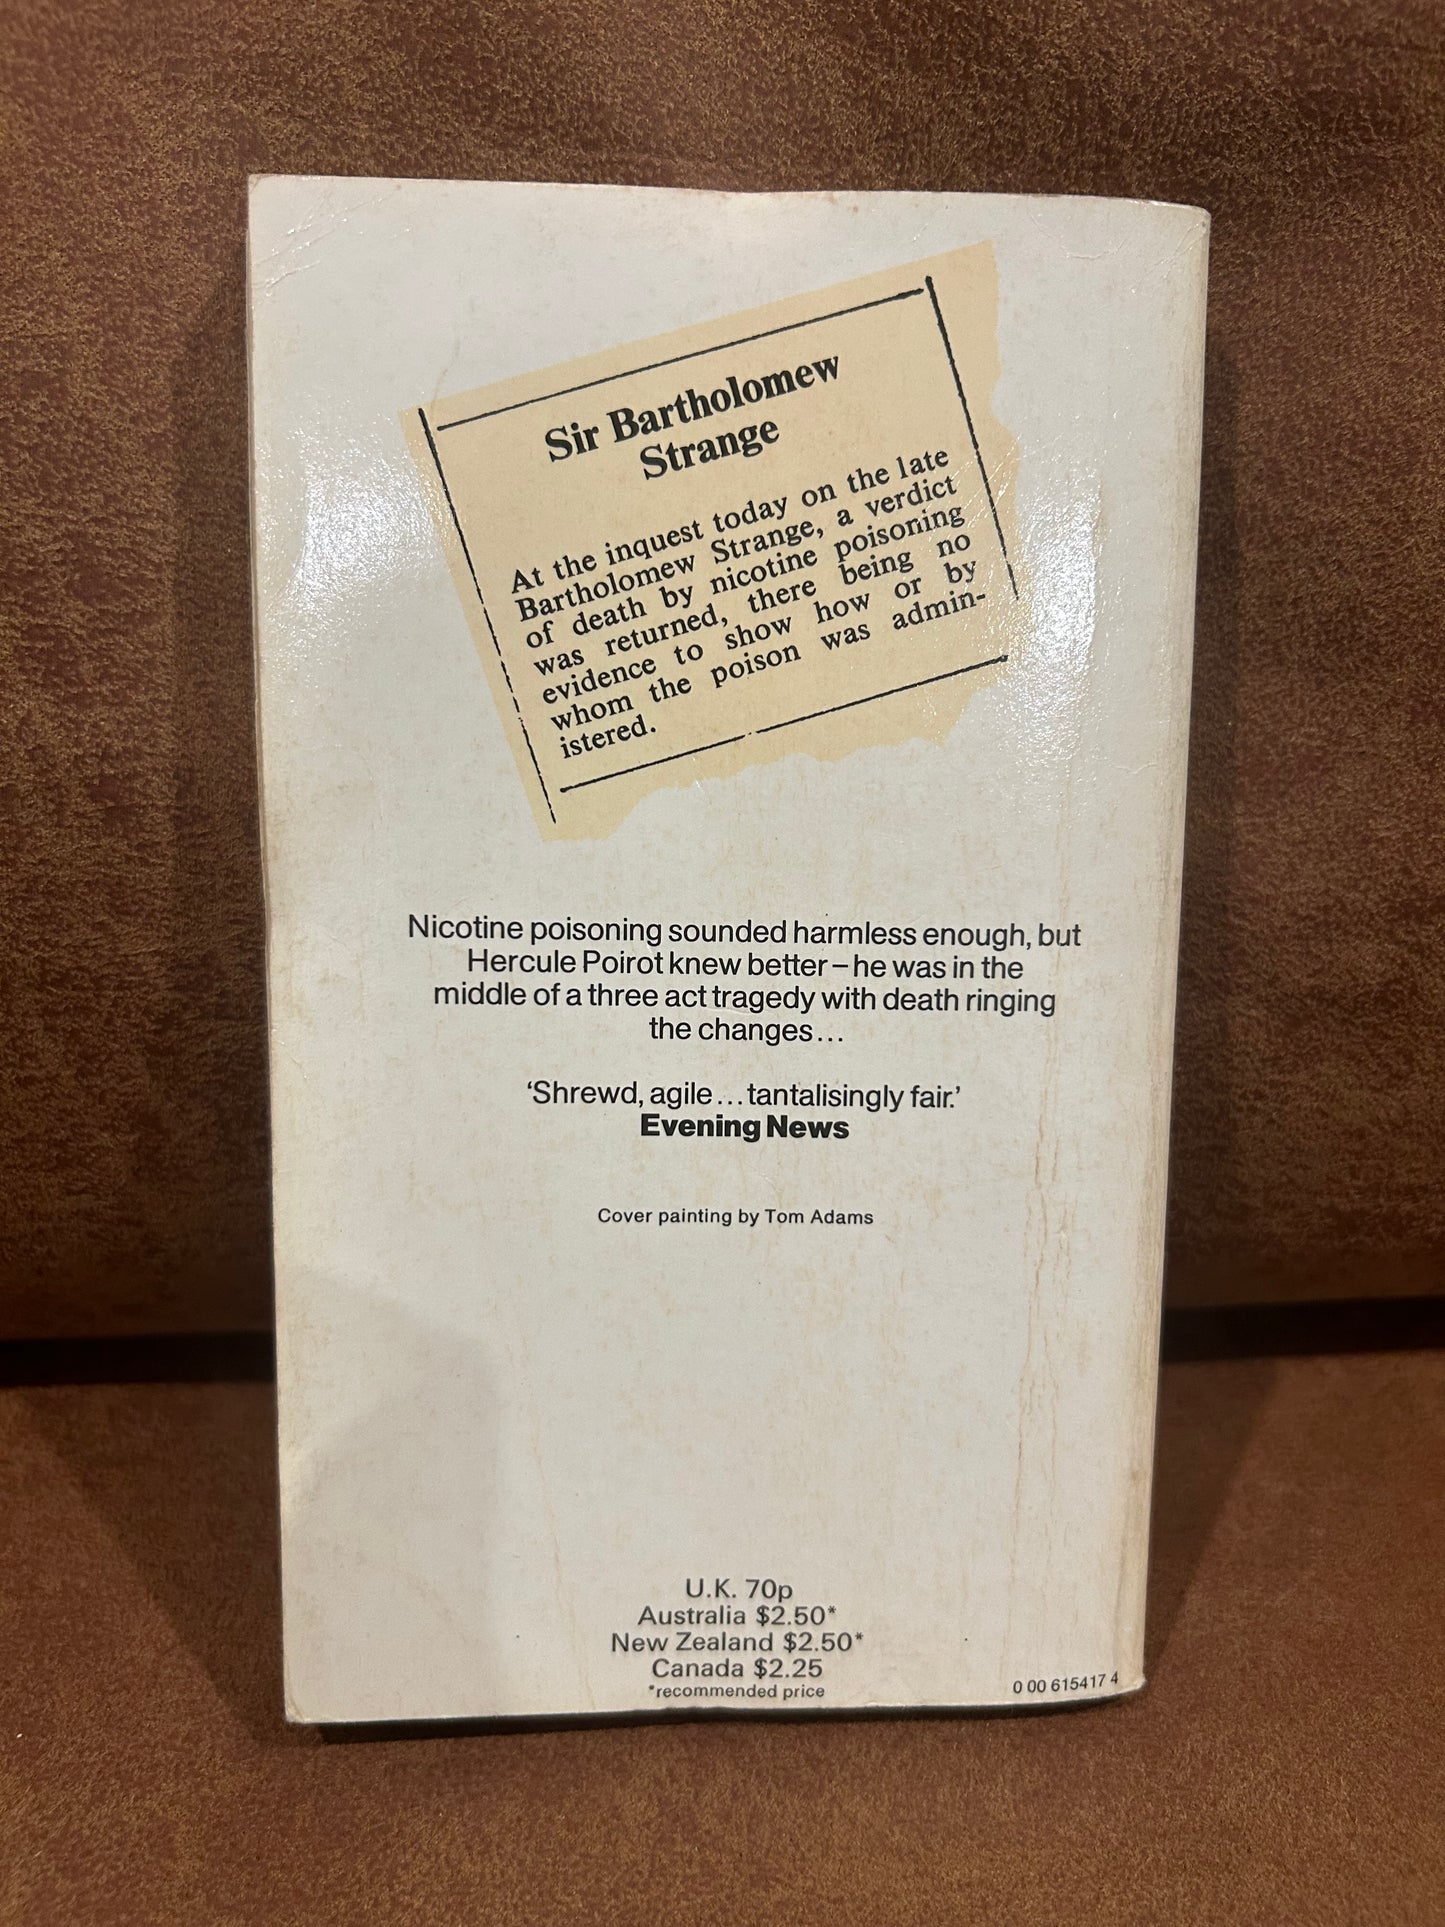 Sir Bartholomew
Strange
At the inquest today on the late
Bartholomew Strange, a verdict
of death by nicotine poisoning
was returned, there being no
evidence to show how or by
whom the poison was admin-
istered.
Nicotine poisoning sounded harmless enough, but
Hercule Poirot knew better – he was in the
middle of a three act tragedy with death ringing
the changes...
‘Shrewd, agile...tantalisingly fair.’
Evening News
Cover painting by Tom Adams
U.K. 70p
Australia $2.50*
New Zealand $2.50*
Canada $2.25
*recommended price
0 00 615417 4